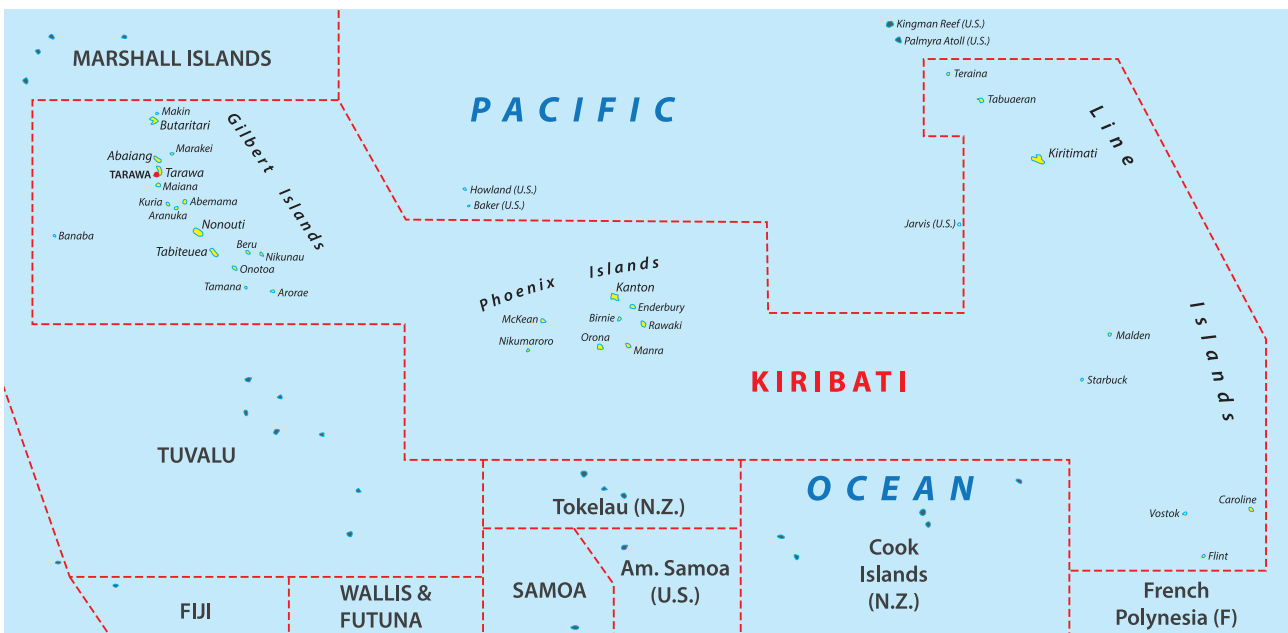 Kingman Reef (U.S.)
Palmyra Atoll (U.S.)
MARSHALL ISLANDS
Teraina
Tabuaeran
PACIFIC
Line
Makin
Butaritari
Gilbert
Islands
Marakei
Abaiang
TARAWA
Tarawa
Maiana
Kiritimati
Howland (U.S.)
Baker (U.S.)
Kuria
Abemama
Aranuka
Nonouti
Jarvis (U.S.)
Banaba
Beru
Tabiteuea
Nikunau
Onotoa
Tamana
Arorae
Phoenix
Islands
Kanton
Enderbury
McKean
Birnie
Rawaki
Nikumaroro
Orona
Manra
Islands
Malden
Starbuck
KIRIBATI
TUVALU
OCEAN
Tokelau (N.Z.)
Caroline
Vostok
Flint
Cook
Islands
(N.Z.)
Am. Samoa
(U.S.)
SAMOA
WALLIS &
FUTUNA
FIJI
French
Polynesia (F)